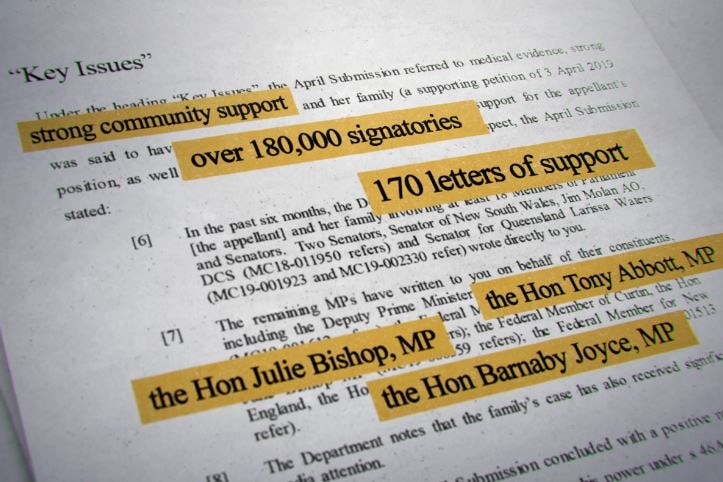 “Key Issues”
Under the heading “Key Issues”, the April Submission referred to medical evidence, strong
strong community support and her family (a supporting petition of 3 April 2019
was said to hav over 180,000 signatories support for the appellant's
position, as well spect, the April Submission
170 letters of support
stated:
[6] In the past six months, the D
[the appellant] and her family involving at least 18 Members of Parliament
and Senators. Two Senators, Senator of New South Wales, Jim Molan AO,
DCS (MC18-011950 refers) and Senator for Queensland Larissa Waters
(MC19-001923 and MC19-002330 refer) wrote directly to you.
[7] The remaining MPs have written to you on behalf of their constituents,
including the Deputy Prime Minister the Hon Tony Abbott, MP
rs); the Federal Member of Curtin, the Hon
the Hon Julie Bishop, MP 59 refers); the Federal Member for New
England, the Ho the Hon Barnaby Joyce, MP 01513
refer).
[8] The Department notes that the family's case has also received signific
media attention.
Submission concluded with a positive
his power under s 46A